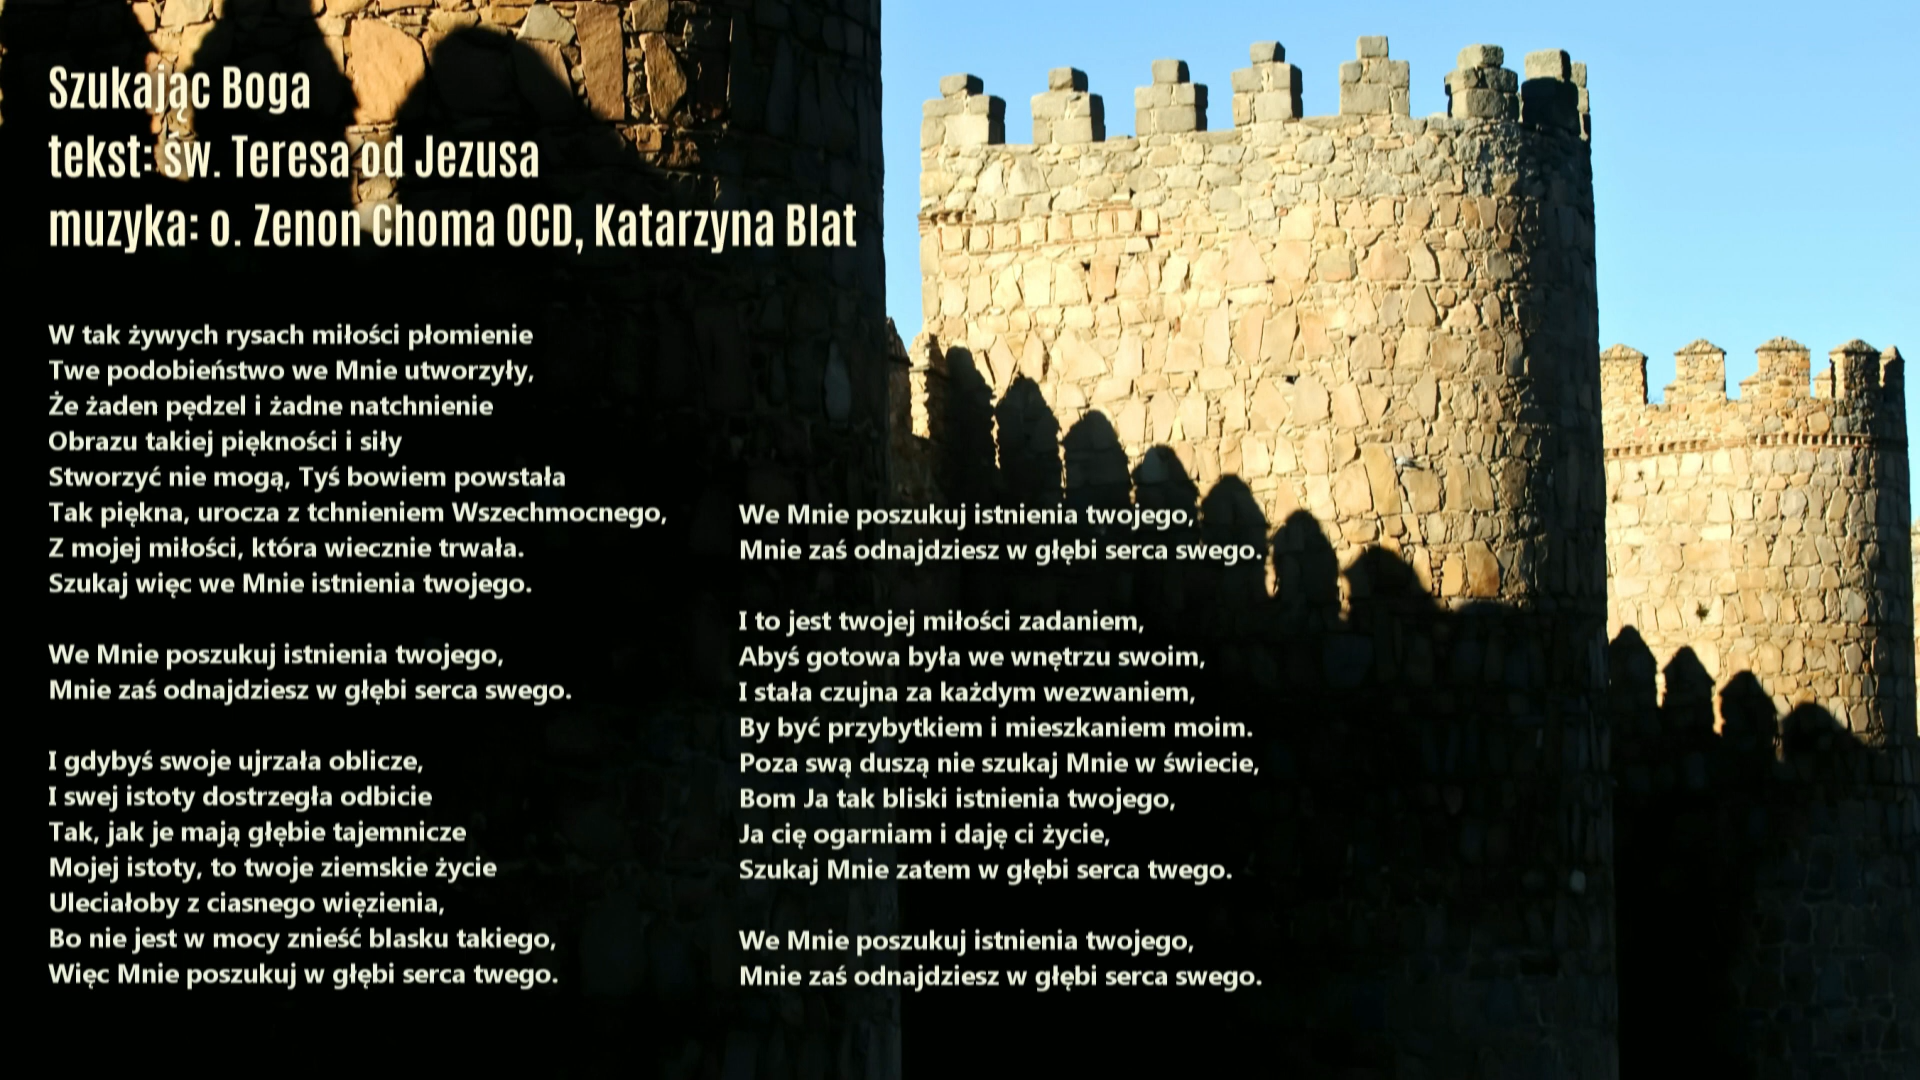 Szukając Boga
tekst: św. Teresa od Jezusa
muzyka: o. Zenon Choma OCD, Katarzyna Blat
W tak żywych rysach miłości płomienie
Twe podobieństwo we Mnie utworzyły,
Że żaden pędzel i żadne natchnienie
Obrazu takiej piękności i siły
Stworzyć nie mogą, Tyś bowiem powstała
Tak piękna, urocza z tchnieniem Wszechmocnego,
Z mojej miłości, która wiecznie trwała.
Szukaj więc we Mnie istnienia twojego.
We Mnie poszukuj istnienia twojego,
Mnie zaś odnajdziesz w głębi serca swego.
I gdybyś swoje ujrzała oblicze,
I swej istoty dostrzegła odbicie
Tak, jak je mają głębie tajemnicze
Mojej istoty, to twoje ziemskie życie
Uleciałoby z ciasnego więzienia,
Bo nie jest w mocy znieść blasku takiego,
Więc Mnie poszukuj w głębi serca twego.
We Mnie poszukuj istnienia twojego,
Mnie zaś odnajdziesz w głębi serca swego.
I to jest twojej miłości zadaniem,
Abyś gotowa była we wnętrzu swoim,
I stała czujna za każdym wezwaniem,
By być przybytkiem i mieszkaniem moim.
Poza swą duszą nie szukaj Mnie w świecie,
Bom Ja tak bliski istnienia twojego,
Ja cię ogarniam i daję ci życie,
Szukaj Mnie zatem w głębi serca twego.
We Mnie poszukuj istnienia twojego,
Mnie zaś odnajdziesz w głębi serca swego.